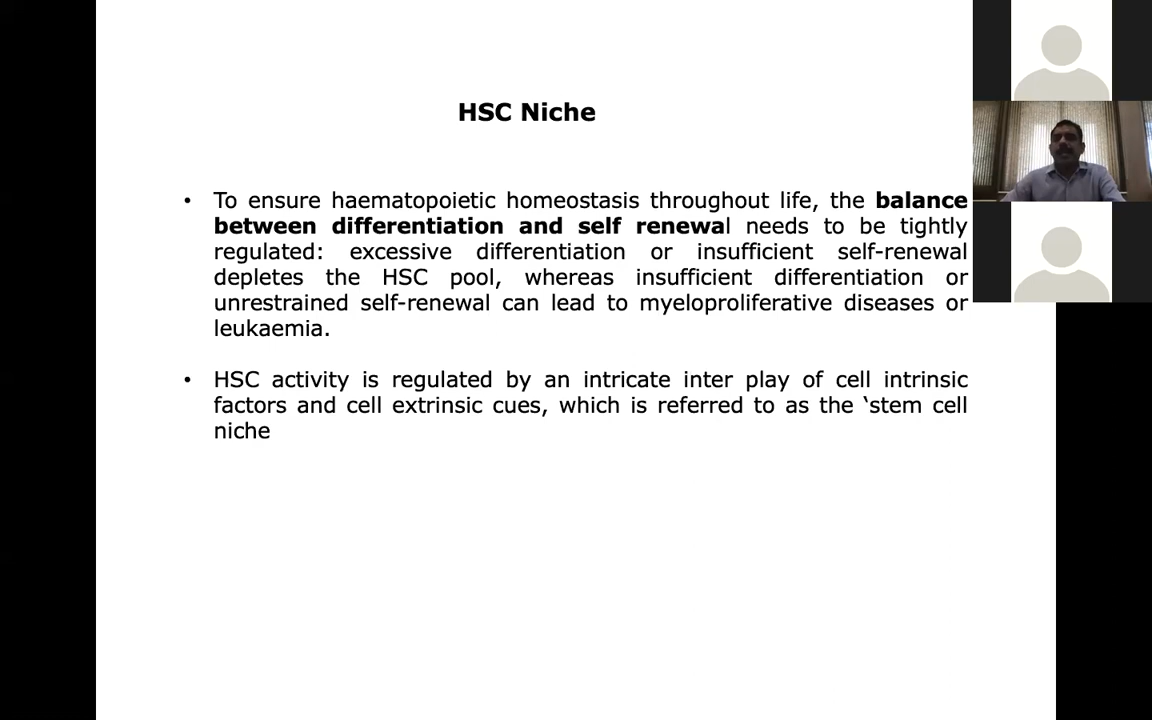 HSC Niche
• To ensure haematopoietic homeostasis throughout life, the balance
between differentiation and self renewal needs to be tightly
regulated: excessive differentiation or insufficient self-renewal
depletes the HSC pool, whereas insufficient differentiation or
unrestrained self-renewal can lead to myeloproliferative diseases or
leukaemia.
• HSC activity is regulated by an intricate inter play of cell intrinsic
factors and cell extrinsic cues, which is referred to as the ‘stem cell
niche